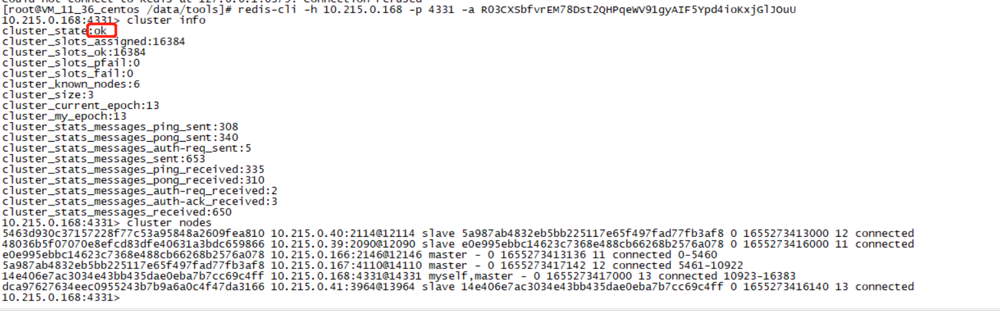 Could not connect to Redis at 127.0.0.1:6379: Connection refused
[root@VM_11_36_centos /data/tools]# redis-cli -h 10.215.0.168 -p 4331 -a R03CXSbfvrEM78Dst2QHPqeWV91gyAIF5Ypd4ioKxjGlJOuU
10.215.0.168:4331> cluster info
cluster_state:ok
cluster_slots_assigned:16384
cluster_slots_ok:16384
cluster_slots_pfail:0
cluster_slots_fail:0
cluster_known_nodes:6
cluster_size:3
cluster_current_epoch:13
cluster_my_epoch:13
cluster_stats_messages_ping_sent:308
cluster_stats_messages_pong_sent:340
cluster_stats_messages_auth-req_sent:5
cluster_stats_messages_sent:653
cluster_stats_messages_ping_received:335
cluster_stats_messages_pong_received:310
cluster_stats_messages_auth-req_received:2
cluster_stats_messages_auth-ack_received:3
cluster_stats_messages_received:650
10.215.0.168:4331> cluster nodes
5463d930c37157228f77c53a95848a2609fea810 10.215.0.40:2114@12114 slave 5a987ab4832eb5bb225117e65f497fad77fb3af8 0 1655273413000 12 connected
48036b5f07070e8efcd83dfe40631a3bdc659866 10.215.0.39:2090@12090 slave e0e995ebbc14623c7368e488cb66268b2576a078 0 1655273416000 11 connected
e0e995ebbc14623c7368e488cb66268b2576a078 10.215.0.166:2146@12146 master - 0 1655273413136 11 connected 0-5460
5a987ab4832eb5bb225117e65f497fad77fb3af8 10.215.0.167:4110@14110 master - 0 1655273417142 12 connected 5461-10922
14e406e7ac3034e43bb435dae0eba7b7cc69c4ff 10.215.0.168:4331@14331 myself,master - 0 1655273417000 13 connected 10923-16383
dca97627634eec0955243b7b9a6a0c4f47da3166 10.215.0.41:3964@13964 slave 14e406e7ac3034e43bb435dae0eba7b7cc69c4ff 0 1655273416140 13 connected
10.215.0.168:4331>